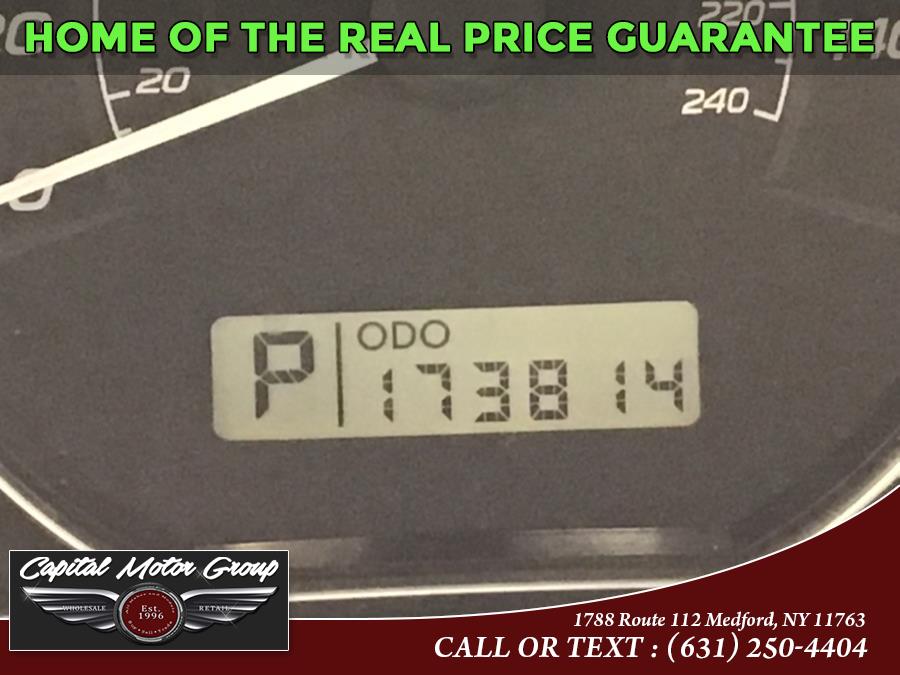 HOME OF THE REAL PRICE GUARANTEE
20
220
240
0
P ODO
173814
Capital Motor Group
WHOLESALE Est. 1996 RETAIL
1788 Route 112 Medford, NY 11763
CALL OR TEXT : (631) 250-4404